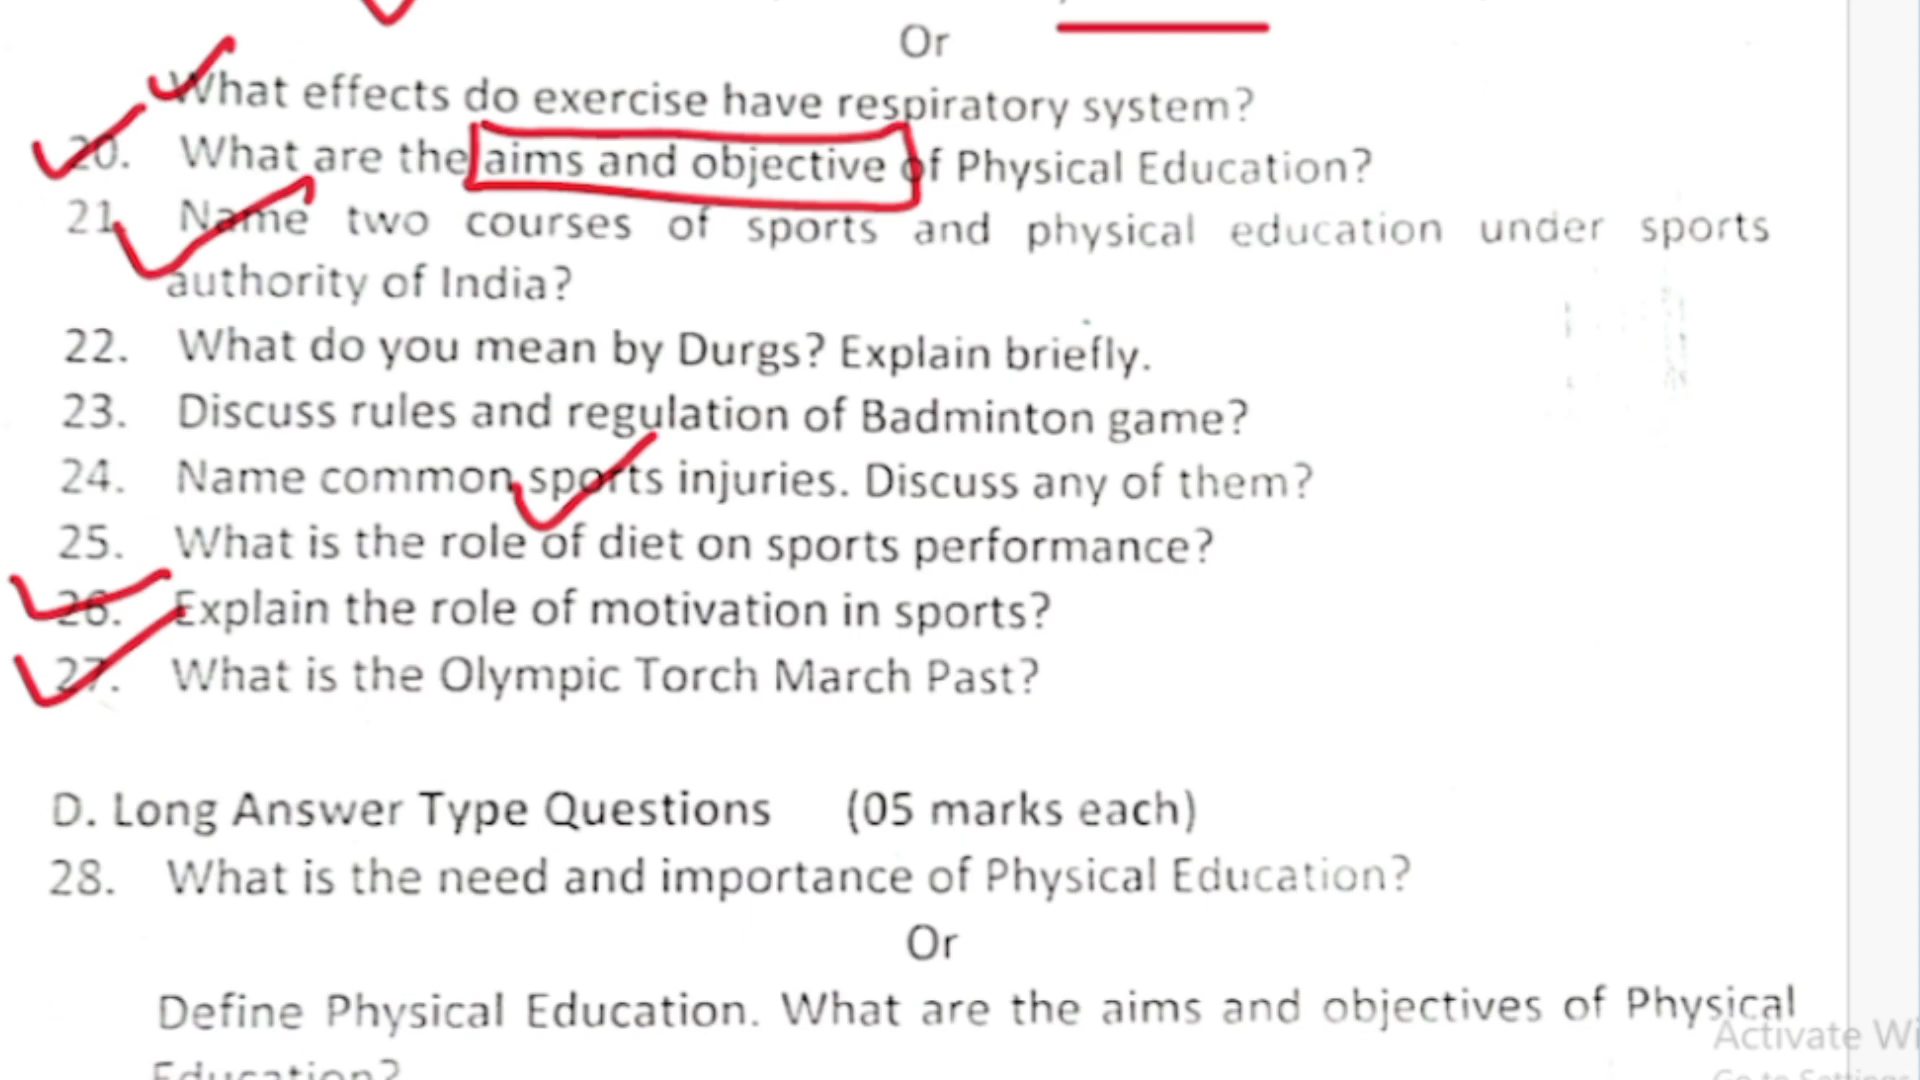 Or
What effects do exercise have respiratory system?
20. What are the aims and objective of Physical Education?
21. Name two courses of sports and physical education under sports
authority of India?
22. What do you mean by Durgs? Explain briefly.
23. Discuss rules and regulation of Badminton game?
24. Name common sports injuries. Discuss any of them?
25. What is the role of diet on sports performance?
26. Explain the role of motivation in sports?
27. What is the Olympic Torch March Past?
D. Long Answer Type Questions (05 marks each)
28. What is the need and importance of Physical Education?
Or
Define Physical Education. What are the aims and objectives of Physical
Education?
Activate Wi
Go to Settings